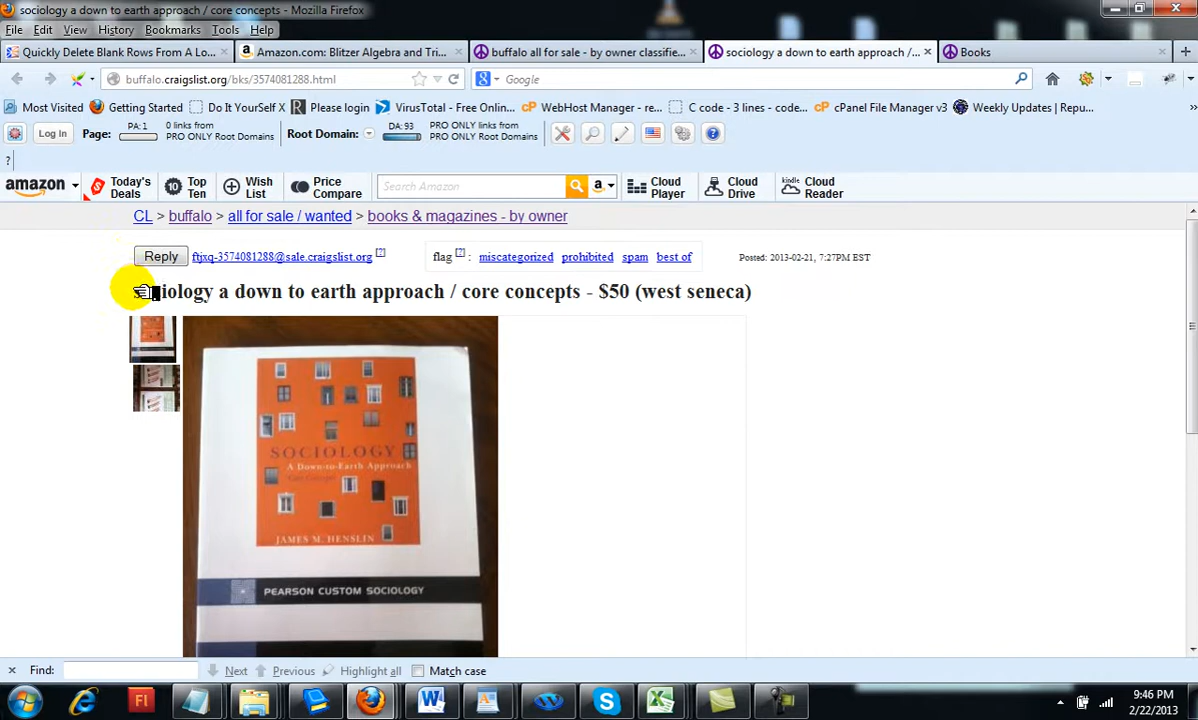 sociology a down to earth approach / core concepts - Mozilla Firefox
File Edit View History Bookmarks Tools Help
Quickly Delete Blank Rows From A Lo... Amazon.com: Blitzer Algebra and Tri... buffalo all for sale - by owner classifie... sociology a down to earth approach /... Books
buffalo.craigslist.org/bks/3574081288.html Google
Most Visited Getting Started Do It YourSelf X Please login VirusTotal - Free Onlin... WebHost Manager - re... C code - 3 lines - code... cPanel File Manager v3 Weekly Updates | Repu...
Log In Page: PA: 1 0 links from PRO ONLY Root Domains Root Domain: DA: 93 PRO ONLY links from PRO ONLY Root Domains
?
amazon Today's Deals Top Ten Wish List Price Compare Search Amazon Cloud Player Cloud Drive Cloud Reader
CL > buffalo > all for sale / wanted > books & magazines - by owner
Reply ftjxq-3574081288@sale.craigslist.org [?] flag [?] : miscategorized prohibited spam best of Posted: 2013-02-21, 7:27PM EST
sociology a down to earth approach / core concepts - $50 (west seneca)
SOCIOLOGY
A Down-to-Earth Approach
Core Concepts
JAMES M. HENSLIN
PEARSON CUSTOM SOCIOLOGY
Find: Next Previous Highlight all Match case
9:46 PM
2/22/2013